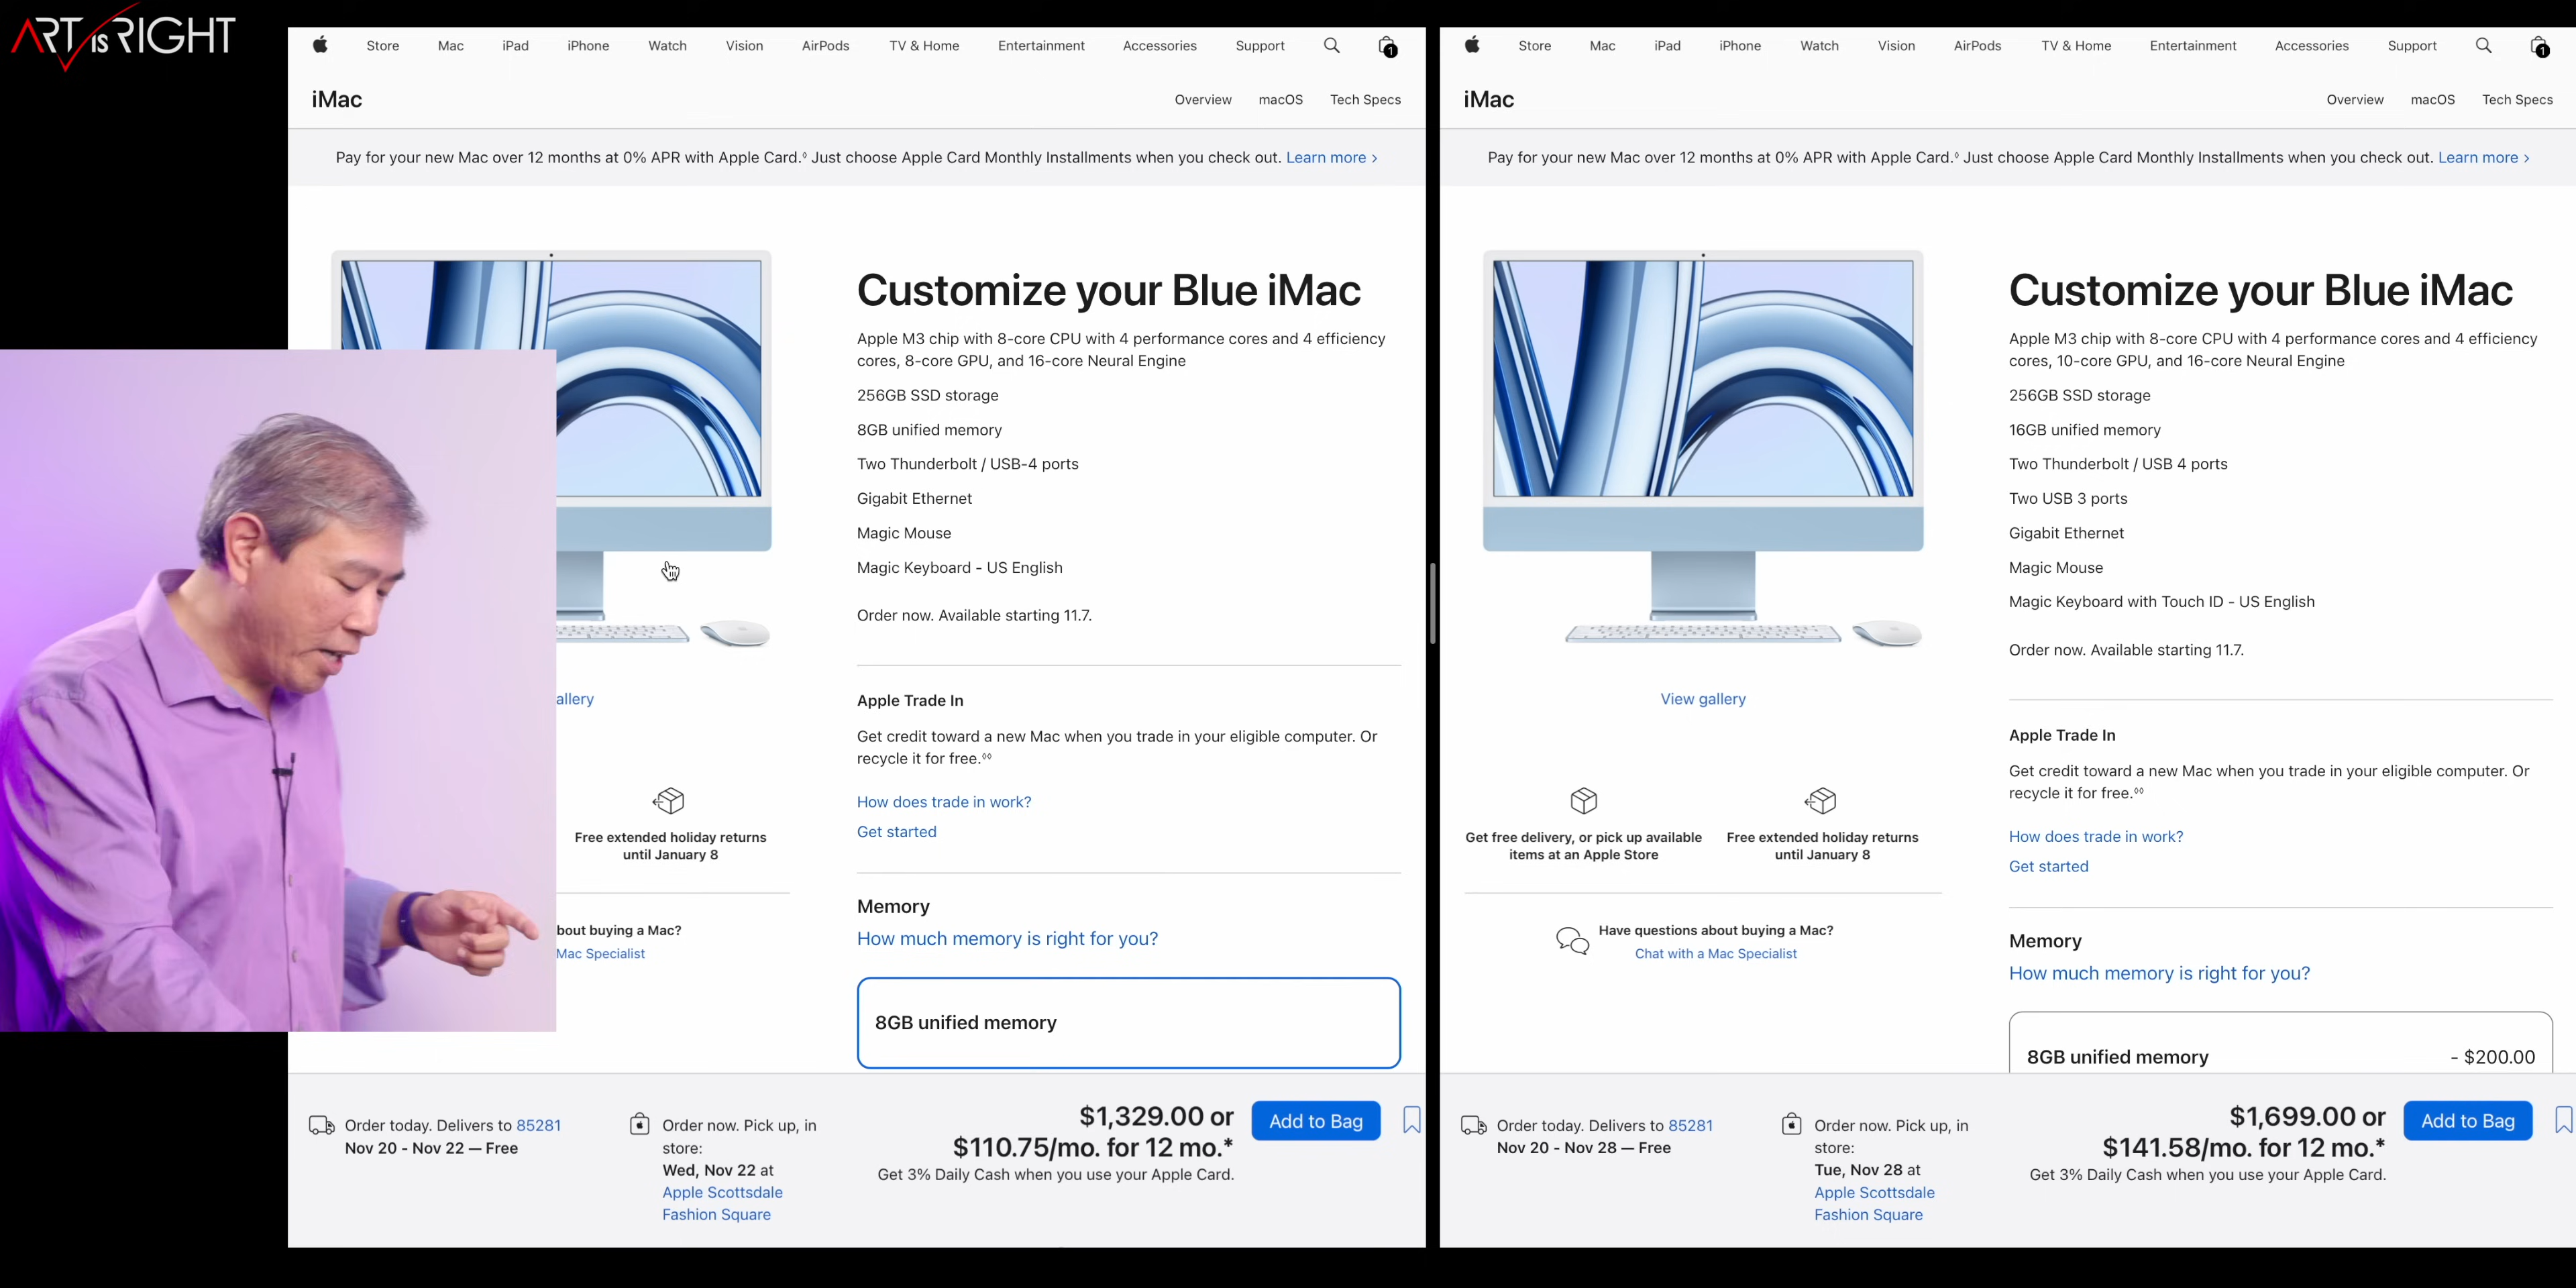 ART IS RIGHT
Store Mac iPad iPhone Watch Vision AirPods TV & Home Entertainment Accessories Support 1
iMac Overview macOS Tech Specs
Pay for your new Mac over 12 months at 0% APR with Apple Card.◊ Just choose Apple Card Monthly Installments when you check out. Learn more >
Customize your Blue iMac
Apple M3 chip with 8-core CPU with 4 performance cores and 4 efficiency
cores, 8-core GPU, and 16-core Neural Engine
256GB SSD storage
8GB unified memory
Two Thunderbolt / USB-4 ports
Gigabit Ethernet
Magic Mouse
Magic Keyboard - US English
Order now. Available starting 11.7.
allery
Apple Trade In
Get credit toward a new Mac when you trade in your eligible computer. Or
recycle it for free.◊◊
How does trade in work?
Get started
Free extended holiday returns
until January 8
bout buying a Mac?
Mac Specialist
Memory
How much memory is right for you?
8GB unified memory
Order today. Delivers to 85281
Nov 20 - Nov 22 — Free
Order now. Pick up, in
store:
Wed, Nov 22 at
Apple Scottsdale
Fashion Square
$1,329.00 or
$110.75/mo. for 12 mo.*
Get 3% Daily Cash when you use your Apple Card.
Add to Bag
Store Mac iPad iPhone Watch Vision AirPods TV & Home Entertainment Accessories Support 1
iMac Overview macOS Tech Specs
Pay for your new Mac over 12 months at 0% APR with Apple Card.◊ Just choose Apple Card Monthly Installments when you check out. Learn more >
Customize your Blue iMac
Apple M3 chip with 8-core CPU with 4 performance cores and 4 efficiency
cores, 10-core GPU, and 16-core Neural Engine
256GB SSD storage
16GB unified memory
Two Thunderbolt / USB 4 ports
Two USB 3 ports
Gigabit Ethernet
Magic Mouse
Magic Keyboard with Touch ID - US English
Order now. Available starting 11.7.
View gallery
Apple Trade In
Get credit toward a new Mac when you trade in your eligible computer. Or
recycle it for free.◊◊
How does trade in work?
Get started
Get free delivery, or pick up available
items at an Apple Store
Free extended holiday returns
until January 8
Have questions about buying a Mac?
Chat with a Mac Specialist
Memory
How much memory is right for you?
8GB unified memory - $200.00
Order today. Delivers to 85281
Nov 20 - Nov 28 — Free
Order now. Pick up, in
store:
Tue, Nov 28 at
Apple Scottsdale
Fashion Square
$1,699.00 or
$141.58/mo. for 12 mo.*
Get 3% Daily Cash when you use your Apple Card.
Add to Bag